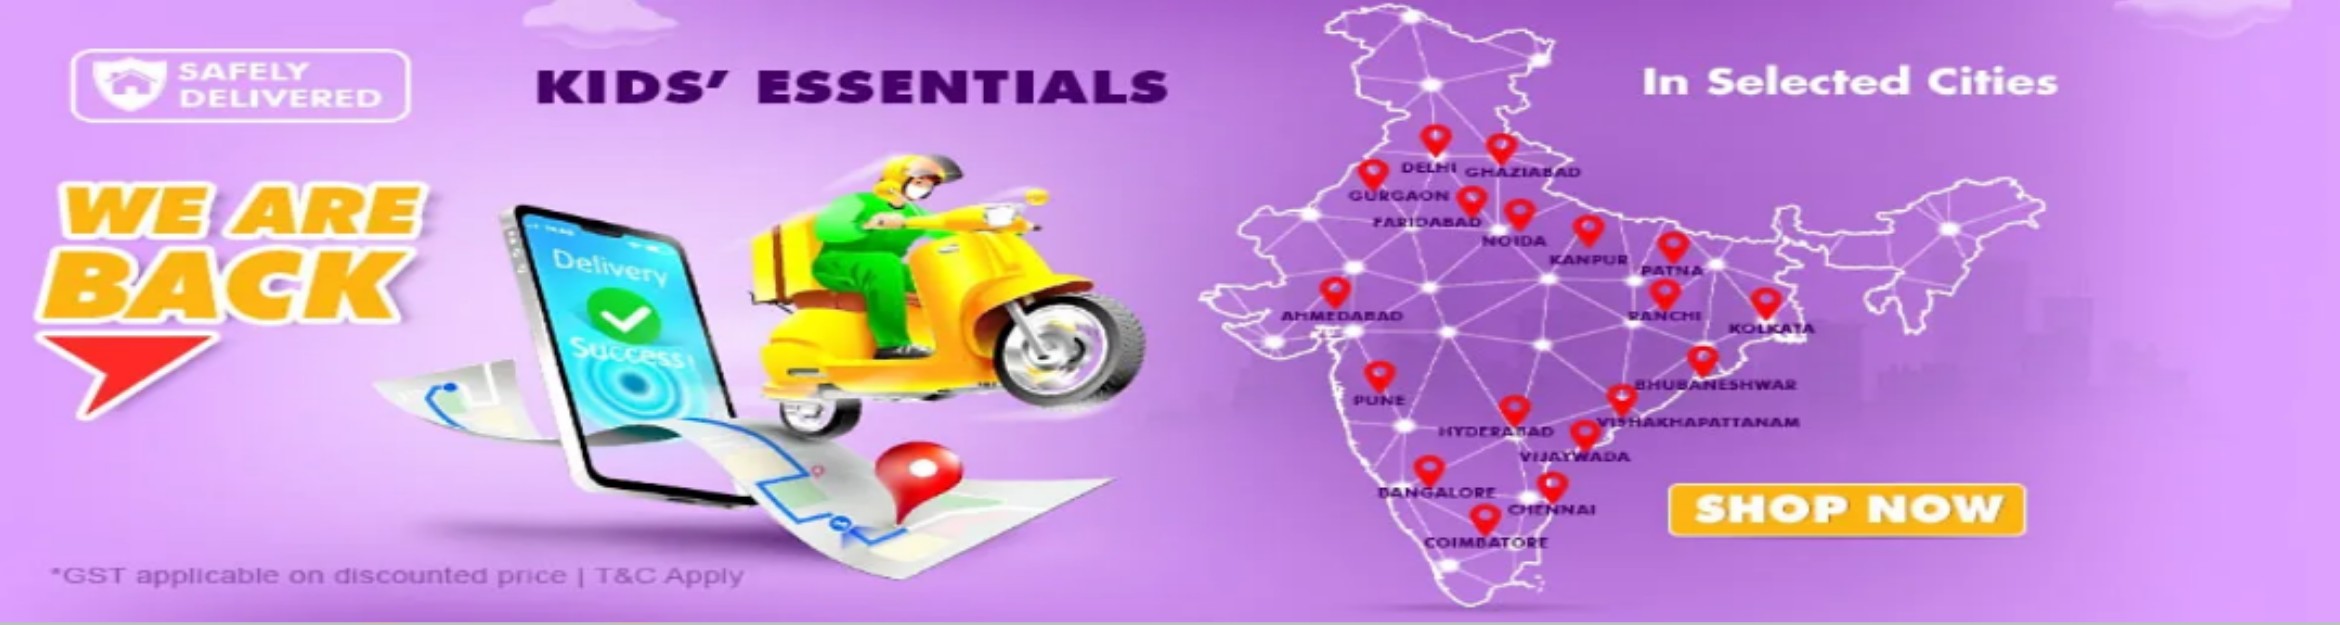 SAFELY
DELIVERED
KIDS' ESSENTIALS
In Selected Cities
WE ARE
BACK
Delivery
Success!
DELHI
GHAZIABAD
GURGAON
FARIDABAD
NOIDA
KANPUR
PATNA
AHMEDABAD
RANCHI
KOLKATA
BHUBANESHWAR
PUNE
VISHAKHAPATTANAM
HYDERABAD
VIJAYWADA
BANGALORE
CHENNAI
COIMBATORE
SHOP NOW
*GST applicable on discounted price | T&C Apply